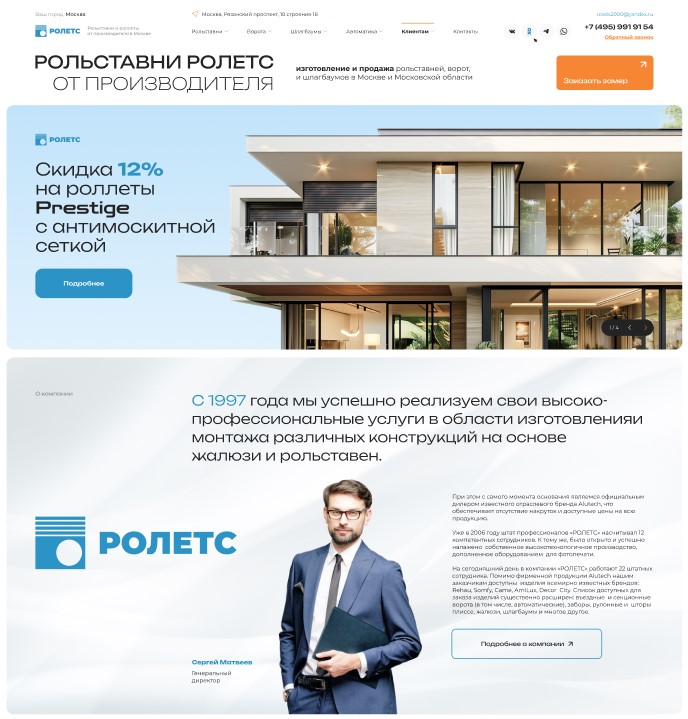 Ваш город: Москва
Москва, Рязанский проспект, 10 строение 18
rolets2000@yandex.ru
РОЛЕТС
Рольставни и роллеты
от производителя в Москве
Рольставни
Ворота
Шлагбаумы
Автоматика
Клиентам
Контакты
+7 (495) 991 91 54
Обратный звонок
РОЛЬСТАВНИ РОЛЕТС
ОТ ПРОИЗВОДИТЕЛЯ
изготовление и продажа рольставней, ворот,
и шлагбаумов в Москве и Московской области
Заказать замер
РОЛЕТС
Скидка 12%
на роллеты
Prestige
с антимоскитной
сеткой
Подробнее
1 / 4
О компании
С 1997 года мы успешно реализуем свои высоко-
профессиональные услуги в области изготовленияи
монтажа различных конструкций на основе
жалюзи и рольставен.
РОЛЕТС
При этом с самого момента основания являемся официальным
дилером известного отраслевого бренда Alutech, что
обеспечивает отсутствие накруток и доступные цены на всю
продукцию.
Уже в 2006 году штат профессионалов «РОЛЕТС» насчитывал 12
компетентных сотрудников. К тому же, было открыто и успешно
налажено собственное высокотехнологичное производство,
дополненное оборудованием для фотопечати.
На сегодняшний день в компании «РОЛЕТС» работают 22 штатных
сотрудника. Помимо фирменной продукции Alutech нашим
заказчикам доступны изделия всемирно известных брендов:
Rehau, Somfy, Came, AmiLux, Decor City. Список доступных для
заказа изделий существенно расширен: въездные и секционные
ворота (в том числе, автоматические), заборы, рулонные и шторы
плиссе, жалюзи, шлагбаумы и многое другое.
Подробнее о компании
Сергей Матвеев
Генеральный
директор